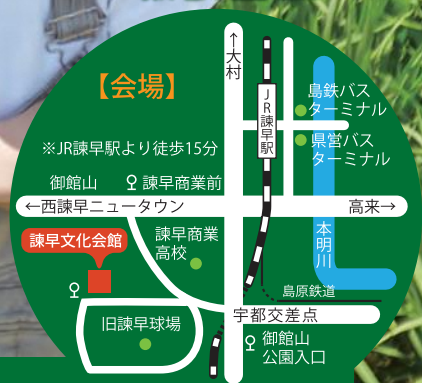 【会場】
↑大村
JR諫早駅
島鉄バス
ターミナル
県営バス
ターミナル
※JR諫早駅より徒歩15分
御館山
諫早商業前
←西諫早ニュータウン
高来→
諫早文化会館
諫早商業
高校
本明川
島原鉄道
旧諫早球場
宇都交差点
御館山
公園入口